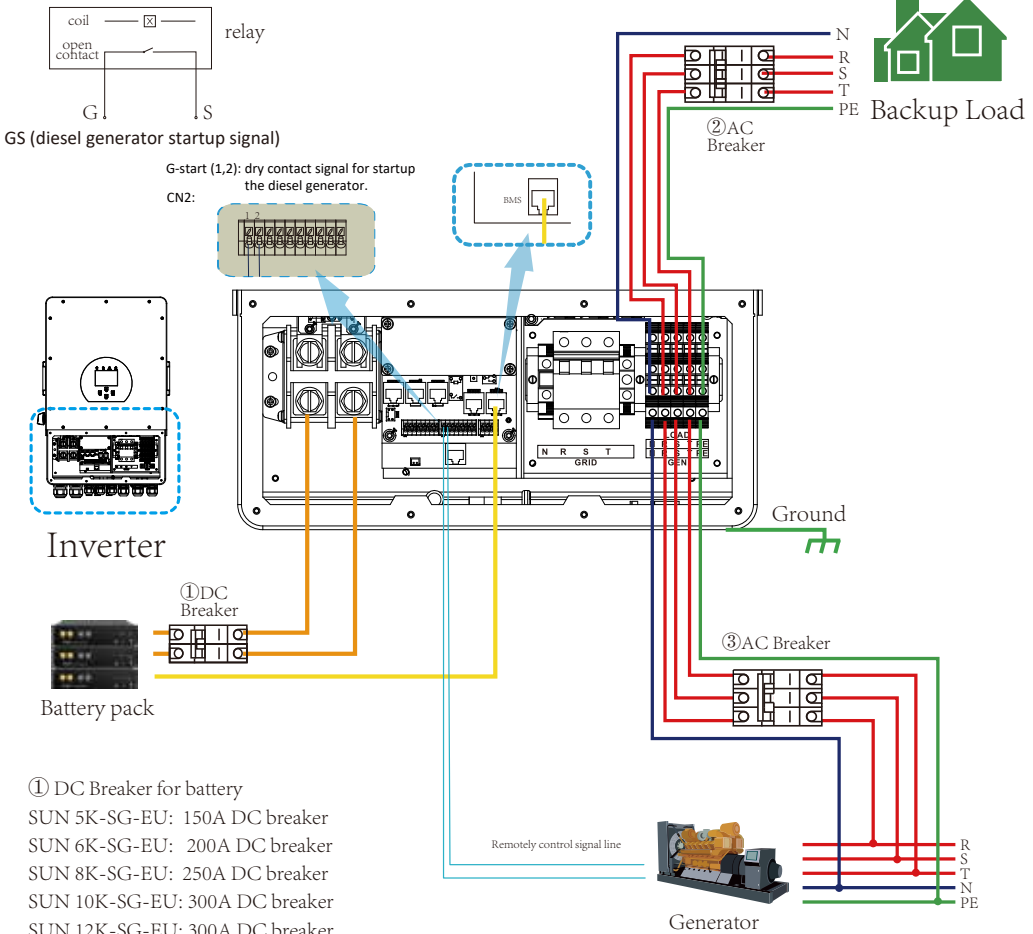 coil
X
relay
open
contact
G
S
GS (diesel generator startup signal)
G-start (1,2): dry contact signal for startup
the diesel generator.
CN2:
1 2
BMS
N
R
S
T
PE
Backup Load
②AC
Breaker
LOAD
N R S T
N R S T PE
GRID
GEN
Inverter
Ground
①DC
Breaker
Battery pack
③AC Breaker
① DC Breaker for battery
SUN 5K-SG-EU: 150A DC breaker
SUN 6K-SG-EU: 200A DC breaker
SUN 8K-SG-EU: 250A DC breaker
SUN 10K-SG-EU: 300A DC breaker
SUN 12K-SG-EU: 300A DC breaker
Remotely control signal line
Generator
R
S
T
N
PE